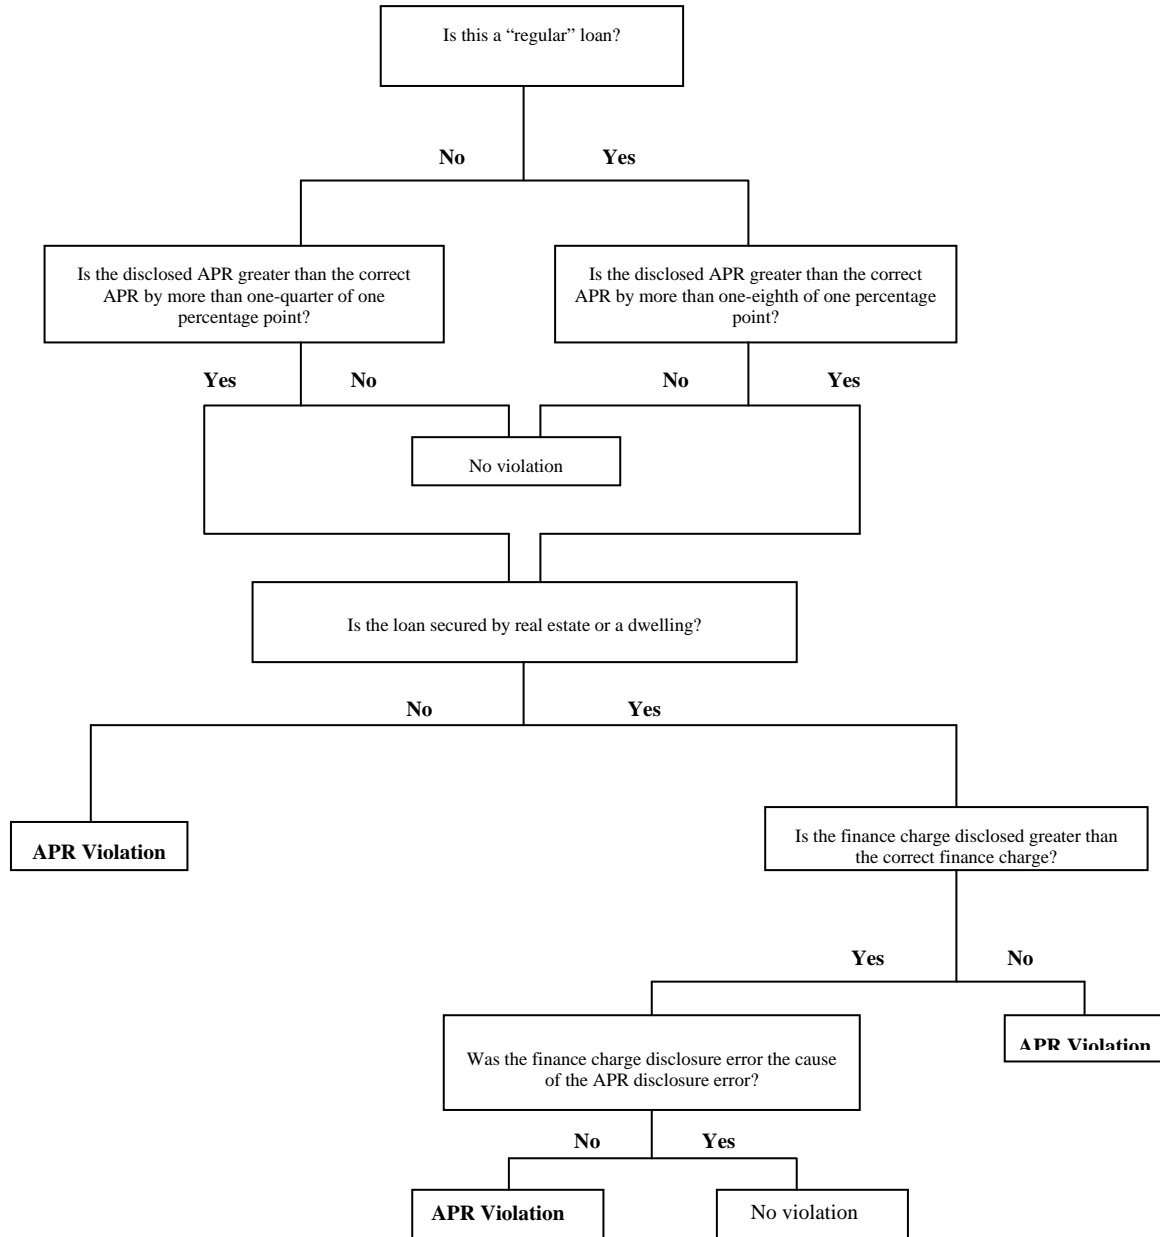 Is this a “regular” loan?
No
Yes
Is the disclosed APR greater than the correct
APR by more than one-quarter of one
percentage point?
Is the disclosed APR greater than the correct
APR by more than one-eighth of one percentage
point?
Yes
No
No
Yes
No violation
Is the loan secured by real estate or a dwelling?
No
Yes
APR Violation
Is the finance charge disclosed greater than
the correct finance charge?
Yes
No
Was the finance charge disclosure error the cause
of the APR disclosure error?
APR Violation
No
Yes
APR Violation
No violation